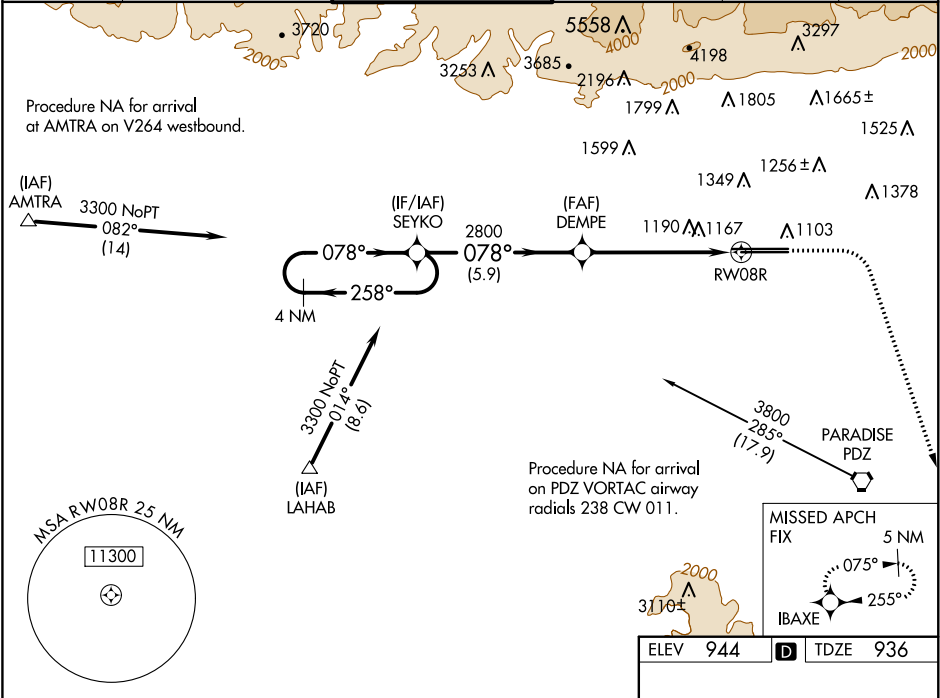 3720
2000
5558
4000
3297
2000
3253
3685
4198
2196
2000
Procedure NA for arrival
at AMTRA on V264 westbound.
1799
1805
1665±
1525
1599
1256±
1349
1378
(IAF)
AMTRA
3300 NoPT
082°
(14)
(IF/IAF)
SEYKO
(FAF)
DEMPE
1190
1167
1103
078°
2800
078°
(5.9)
RW08R
258°
4 NM
3300 NoPT
014°
(8.6)
(IAF)
LAHAB
3800
285°
(17.9)
PARADISE
PDZ
Procedure NA for arrival
on PDZ VORTAC airway
radials 238 CW 011.
MSA RW08R 25 NM
11300
MISSED APCH
FIX
5 NM
075°
255°
IBAXE
2000
3110±
ELEV 944
D
TDZE 936